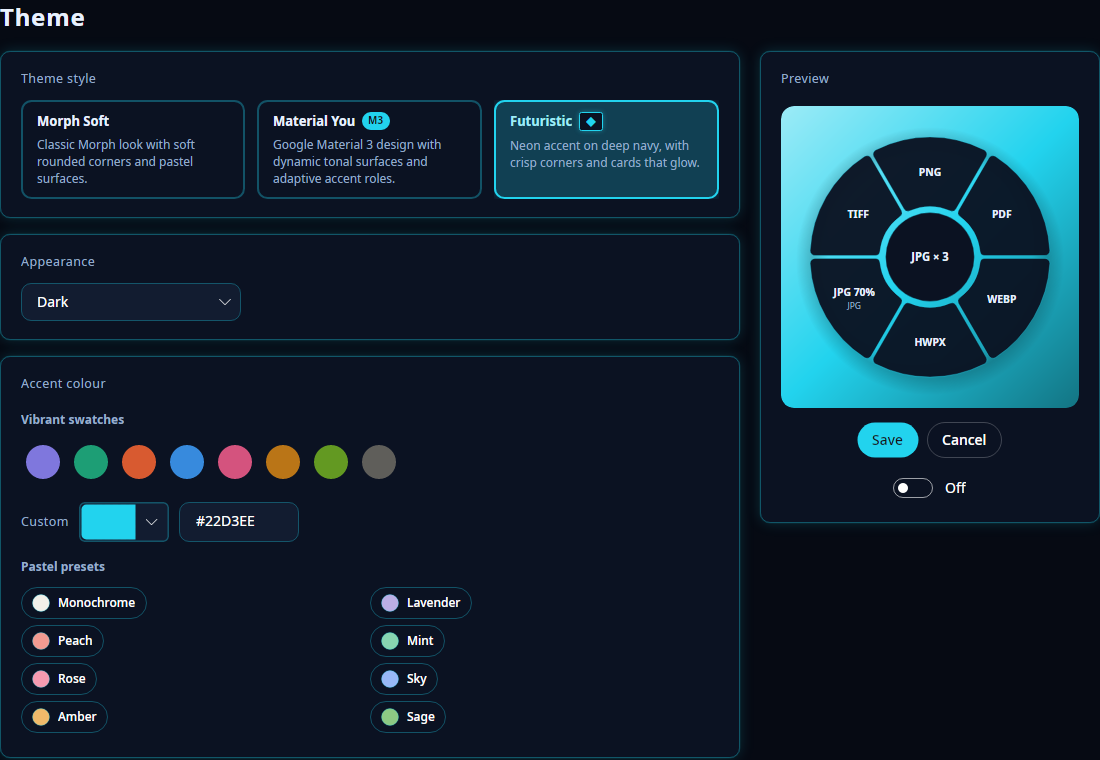 Theme
Theme style
Morph Soft
Classic Morph look with soft
rounded corners and pastel
surfaces.
Material You M3
Google Material 3 design with
dynamic tonal surfaces and
adaptive accent roles.
Futuristic
Neon accent on deep navy, with
crisp corners and cards that glow.
Appearance
Dark
Accent colour
Vibrant swatches
Custom
#22D3EE
Pastel presets
Monochrome
Lavender
Peach
Mint
Rose
Sky
Amber
Sage
Preview
PNG
TIFF
PDF
JPG × 3
JPG 70%
JPG
WEBP
HWPX
Save
Cancel
Off